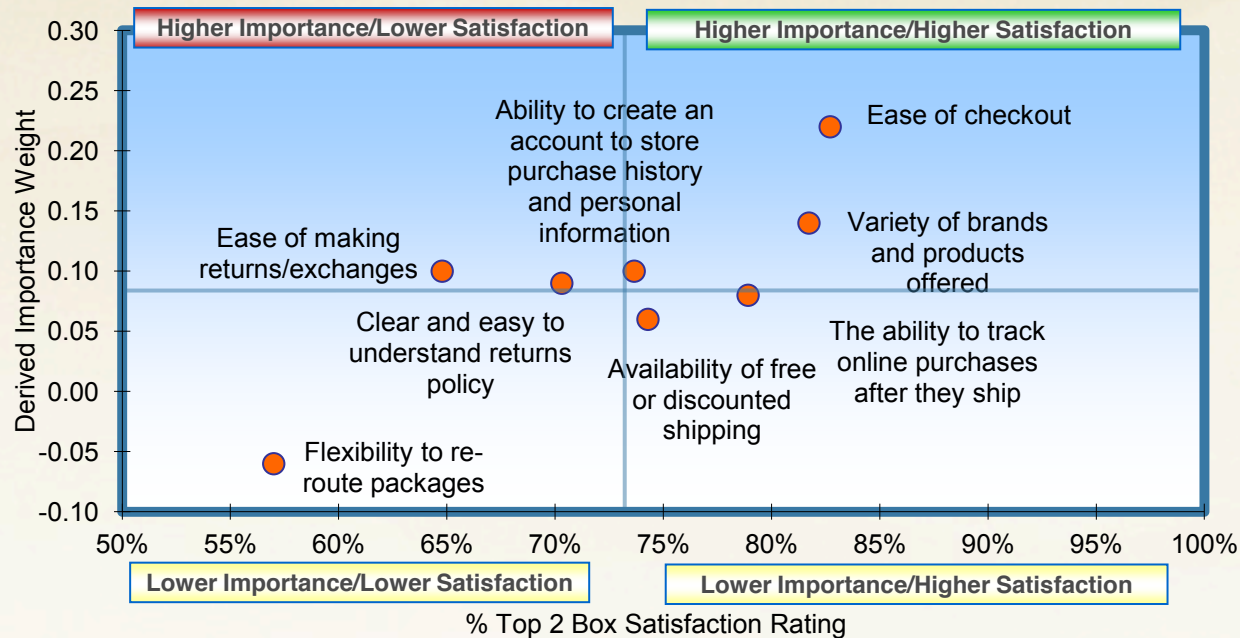 Higher Importance/Lower Satisfaction
Higher Importance/Higher Satisfaction
Derived Importance Weight
0.30
0.25
0.20
0.15
0.10
0.05
0.00
-0.05
-0.10
Ability to create an
account to store
purchase history
and personal
information
Ease of checkout
Ease of making
returns/exchanges
Variety of brands
and products
offered
Clear and easy to
understand returns
policy
Availability of free
or discounted
shipping
The ability to track
online purchases
after they ship
Flexibility to re-
route packages
50%
55%
60%
65%
70%
75%
80%
85%
90%
95%
100%
Lower Importance/Lower Satisfaction
Lower Importance/Higher Satisfaction
% Top 2 Box Satisfaction Rating